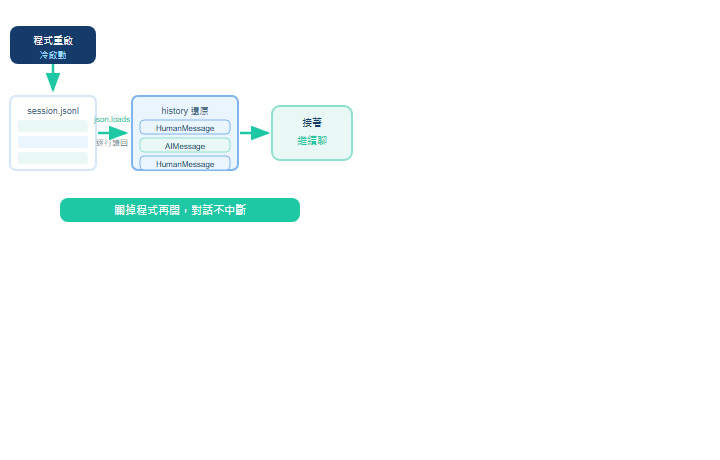 程式重啟
冷啟動
session.jsonl
json.loads
逐行讀回
history 還原
HumanMessage
AIMessage
HumanMessage
接著
繼續聊
關掉程式再開，對話不中斷